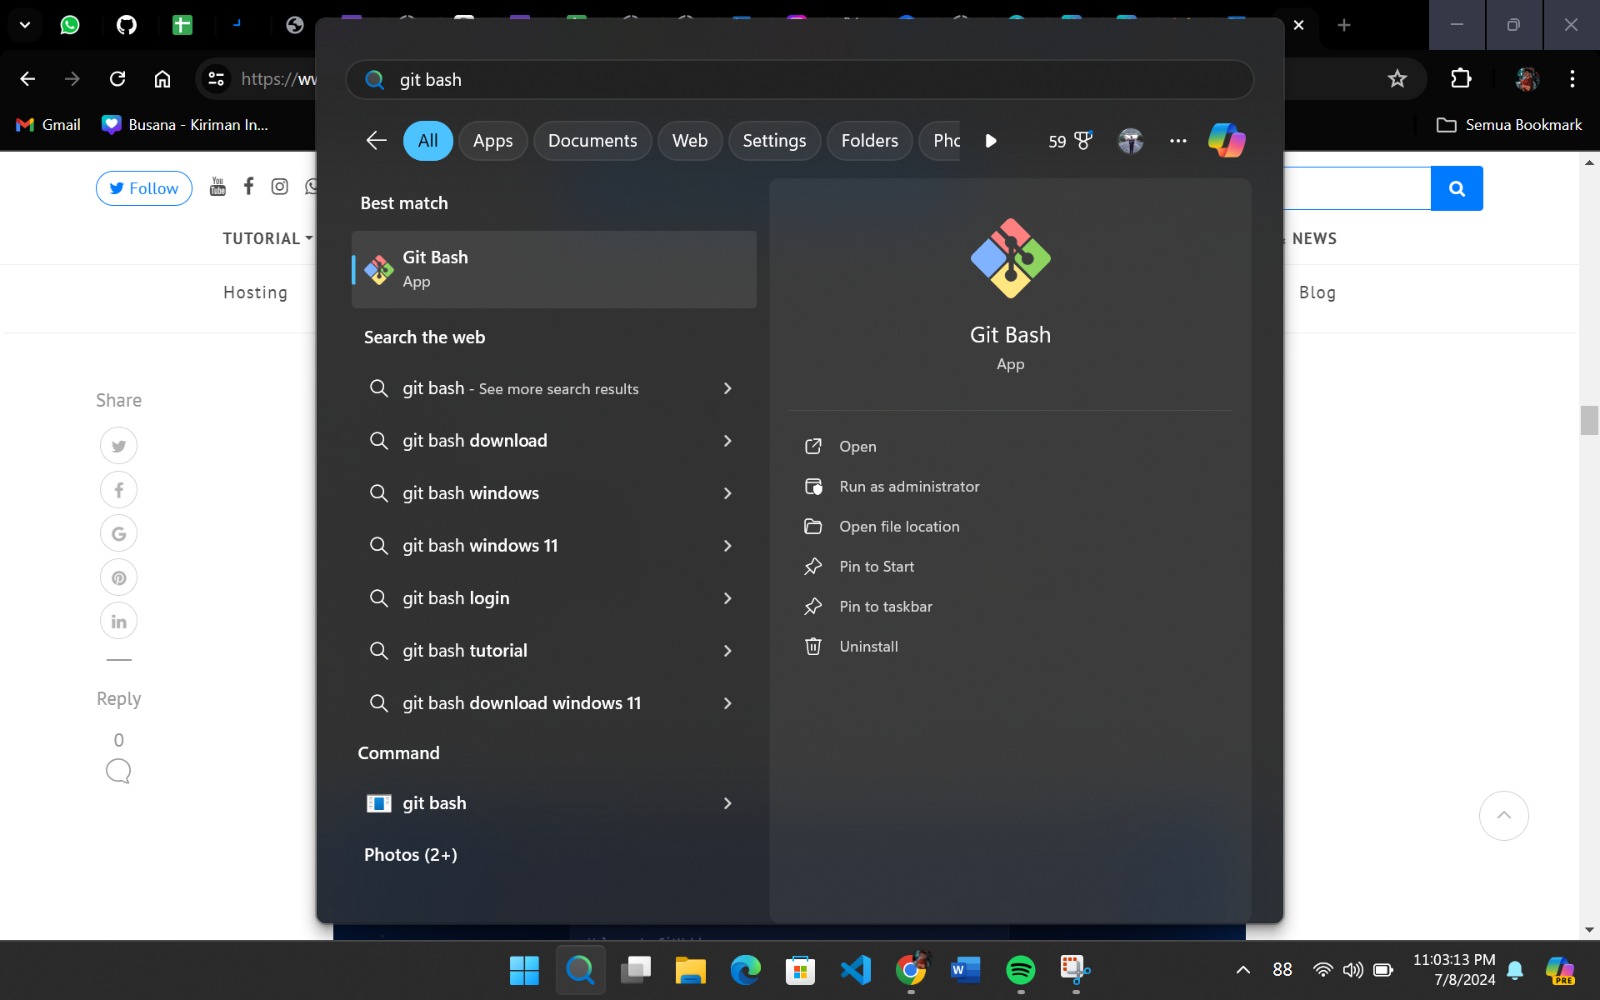 git bash
https://ww
All
Apps
Documents
Web
Settings
Folders
Pho
59
Gmail
Busana - Kiriman In...
Semua Bookmark
Follow
You
Tube
TUTORIAL
NEWS
Hosting
Blog
Best match
Git Bash
App
Search the web
git bash - See more search results
git bash download
git bash windows
git bash windows 11
git bash login
git bash tutorial
git bash download windows 11
Command
git bash
Photos (2+)
Git Bash
App
Open
Run as administrator
Open file location
Pin to Start
Pin to taskbar
Uninstall
Share
Reply
0
88
11:03:13 PM
7/8/2024
PRE